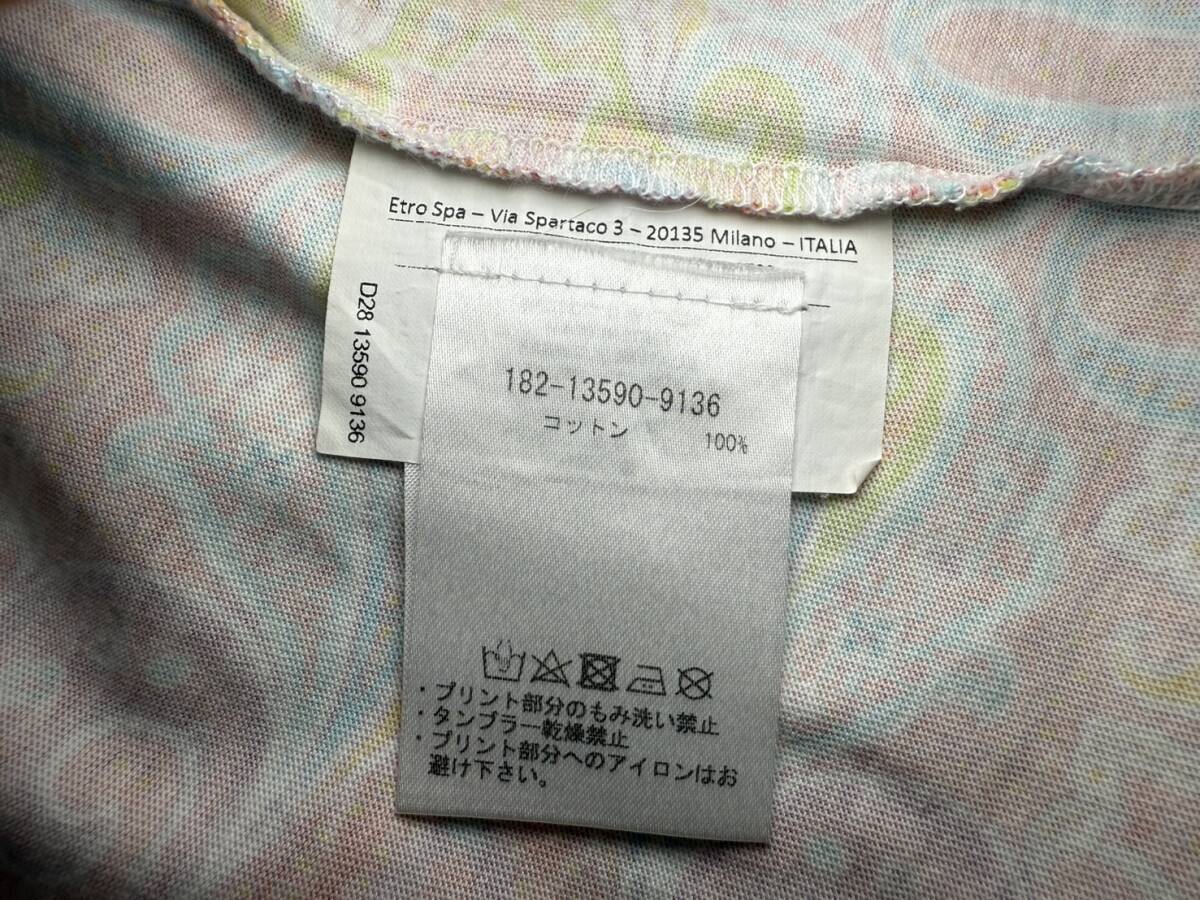 Etro Spa – Via Spartaco 3 – 20135 Milano – ITALIA
D28 13590 9136
182-13590-9136
コットン 100%
・プリント部分のもみ洗い禁止
・タンブラー乾燥禁止
・プリント部分へのアイロンはお
避け下さい。